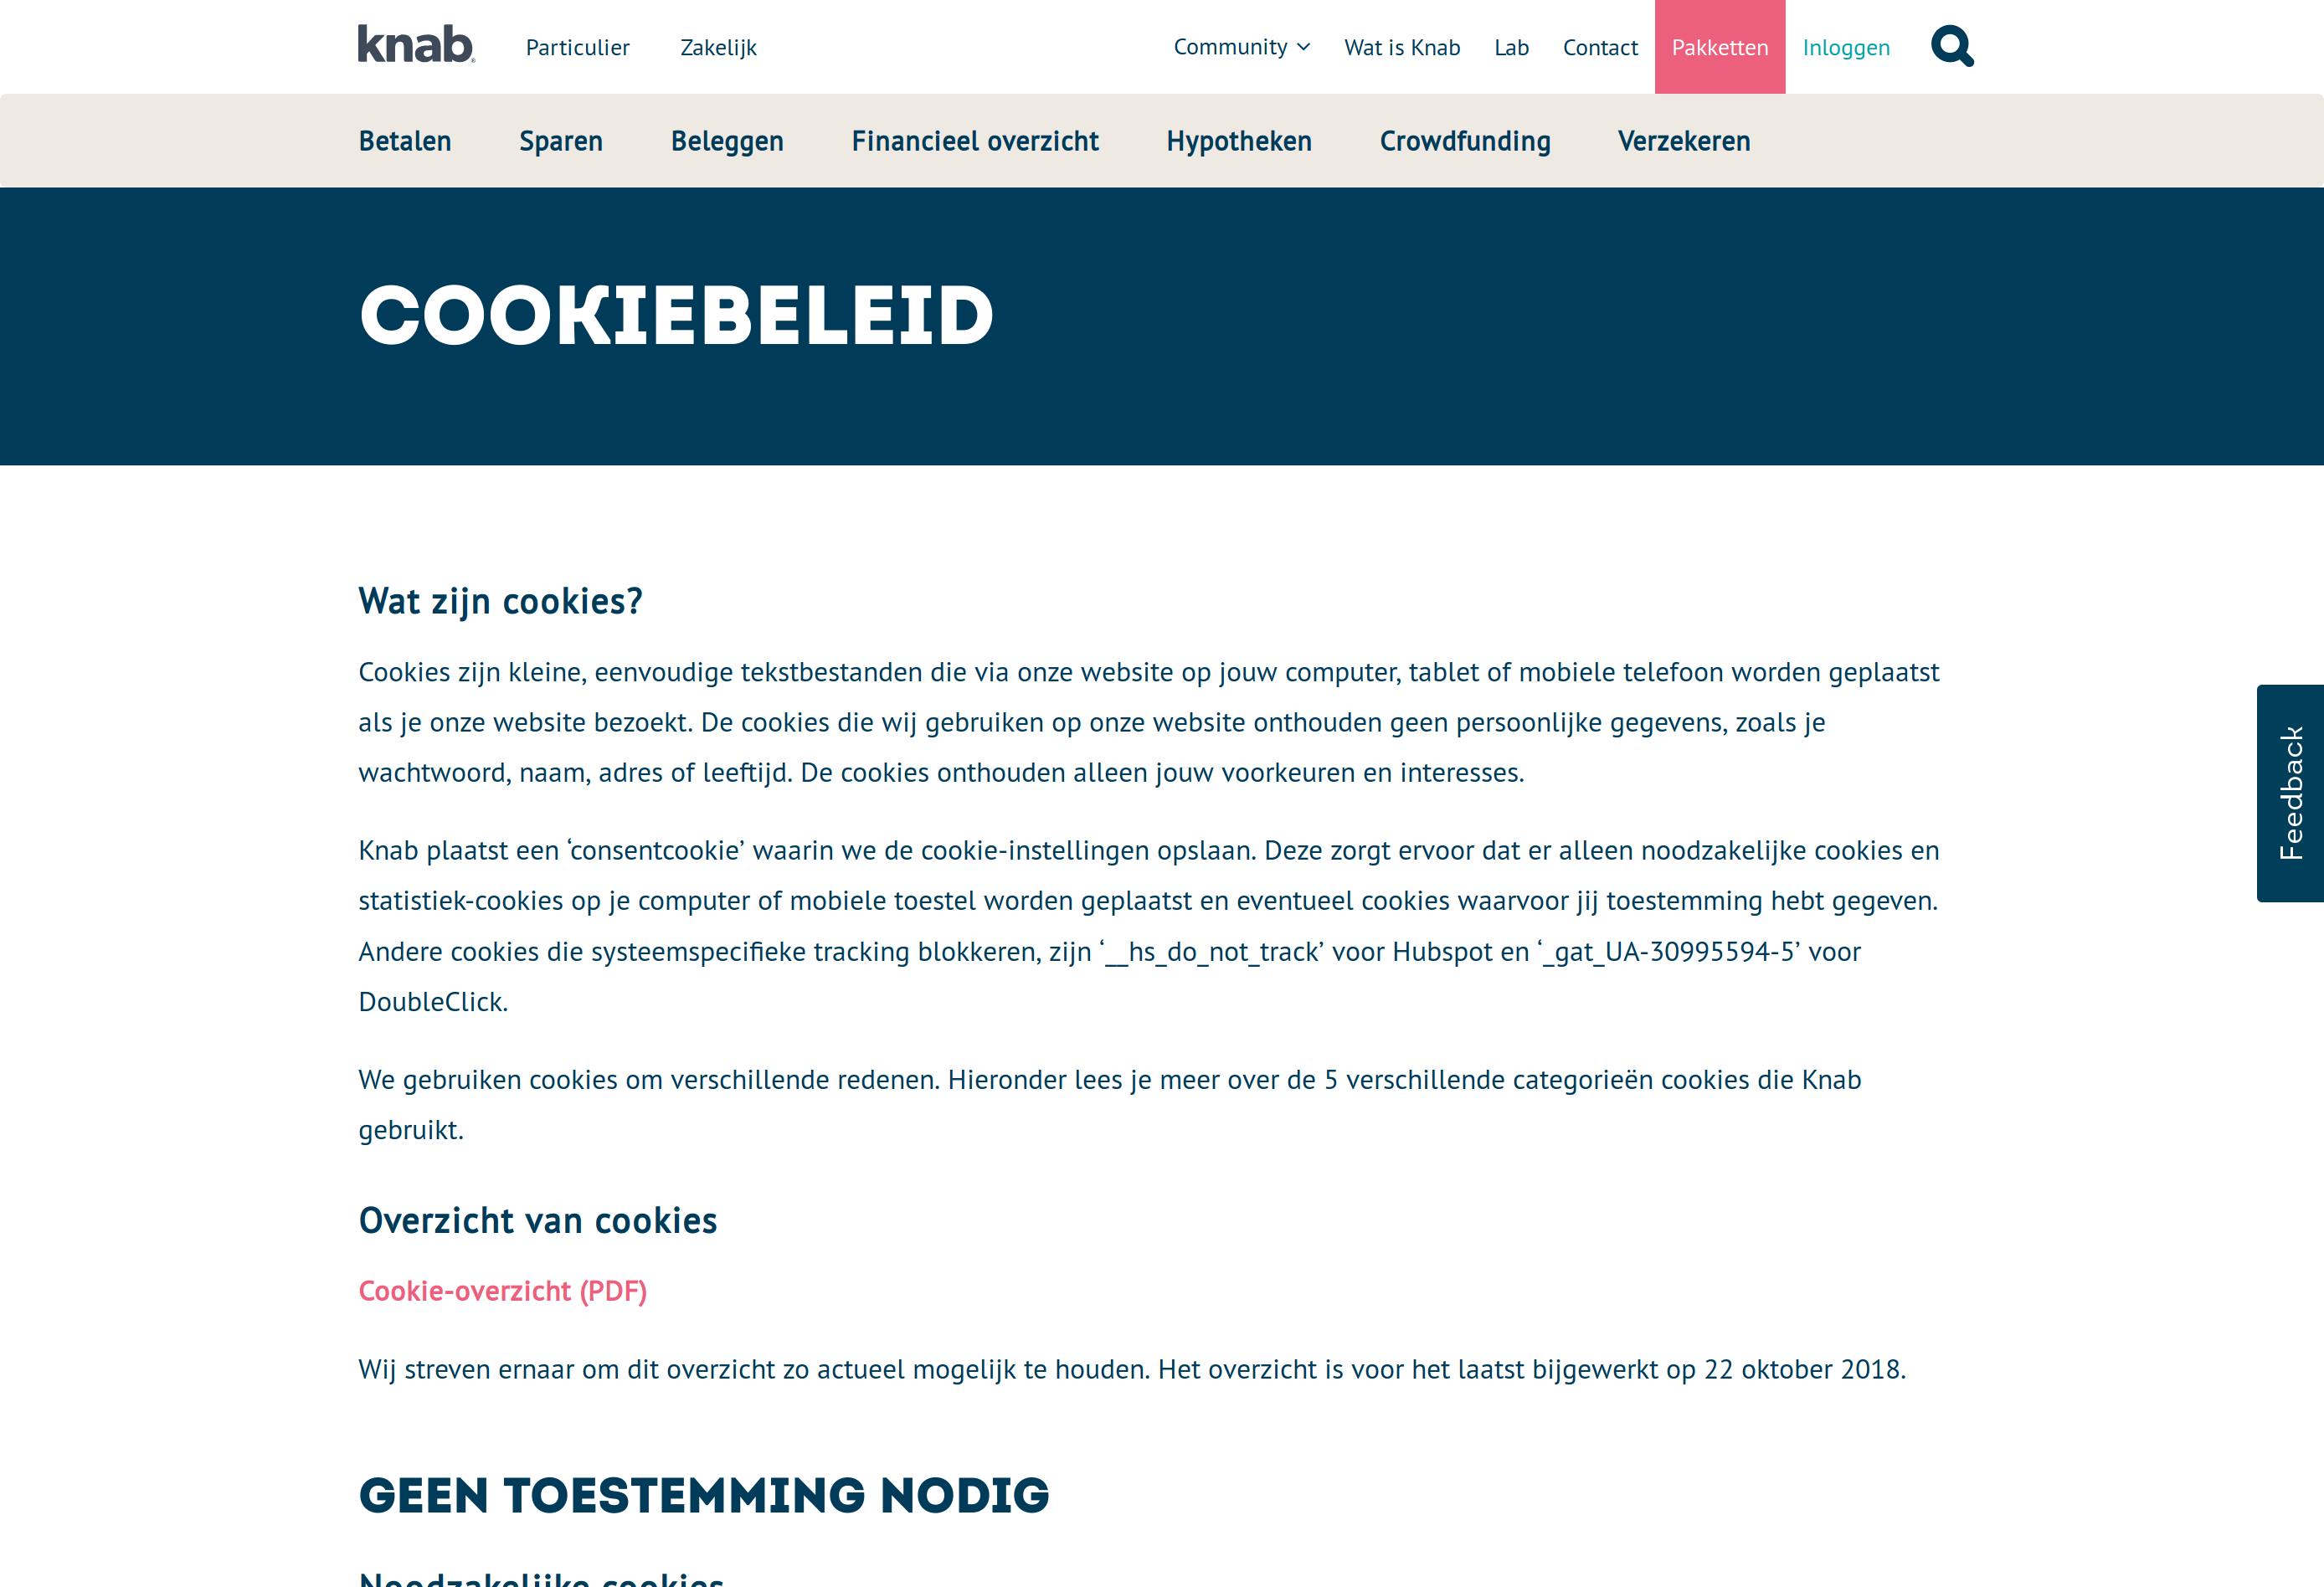 knab
Particulier
Zakelijk
Community
Wat is Knab
Lab
Contact
Pakketten
Inloggen
Betalen
Sparen
Beleggen
Financieel overzicht
Hypotheken
Crowdfunding
Verzekeren
COOKIEBELEID
Wat zijn cookies?
Cookies zijn kleine, eenvoudige tekstbestanden die via onze website op jouw computer, tablet of mobiele telefoon worden geplaatst
als je onze website bezoekt. De cookies die wij gebruiken op onze website onthouden geen persoonlijke gegevens, zoals je
wachtwoord, naam, adres of leeftijd. De cookies onthouden alleen jouw voorkeuren en interesses.
Knab plaatst een ‘consentcookie’ waarin we de cookie-instellingen opslaan. Deze zorgt ervoor dat er alleen noodzakelijke cookies en
statistiek-cookies op je computer of mobiele toestel worden geplaatst en eventueel cookies waarvoor jij toestemming hebt gegeven.
Andere cookies die systeemspecifieke tracking blokkeren, zijn ‘__hs_do_not_track’ voor Hubspot en ‘_gat_UA-30995594-5’ voor
DoubleClick.
We gebruiken cookies om verschillende redenen. Hieronder lees je meer over de 5 verschillende categorieën cookies die Knab
gebruikt.
Overzicht van cookies
Cookie-overzicht (PDF)
Wij streven ernaar om dit overzicht zo actueel mogelijk te houden. Het overzicht is voor het laatst bijgewerkt op 22 oktober 2018.
GEEN TOESTEMMING NODIG
Noodzakelijke cookies
Feedback